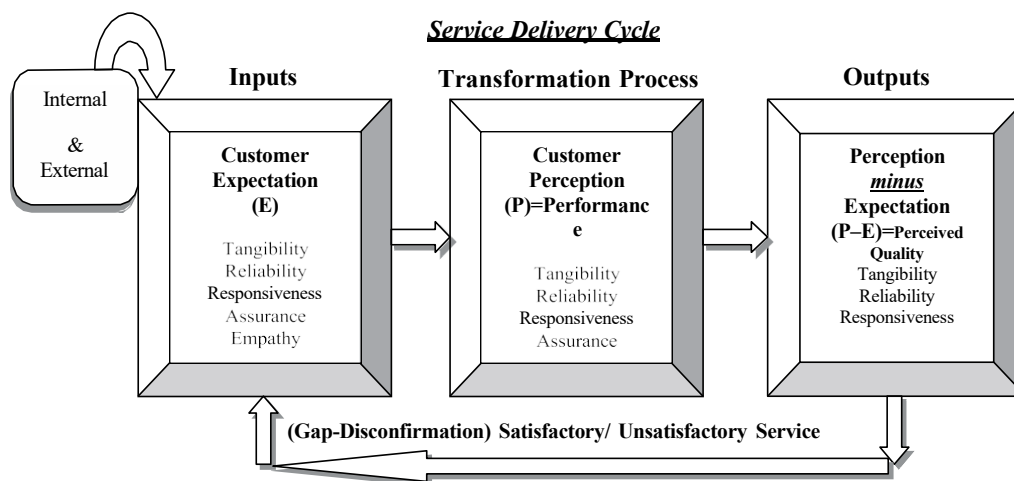 Service Delivery Cycle
Inputs
Transformation Process
Outputs
Internal
&
External
Customer
Expectation
(E)
Tangibility
Reliability
Responsiveness
Assurance
Empathy
Customer
Perception
(P)=Performanc
e
Tangibility
Reliability
Responsiveness
Assurance
Perception
minus
Expectation
(P–E)=Perceived
Quality
Tangibility
Reliability
Responsiveness
(Gap-Disconfirmation) Satisfactory/ Unsatisfactory Service